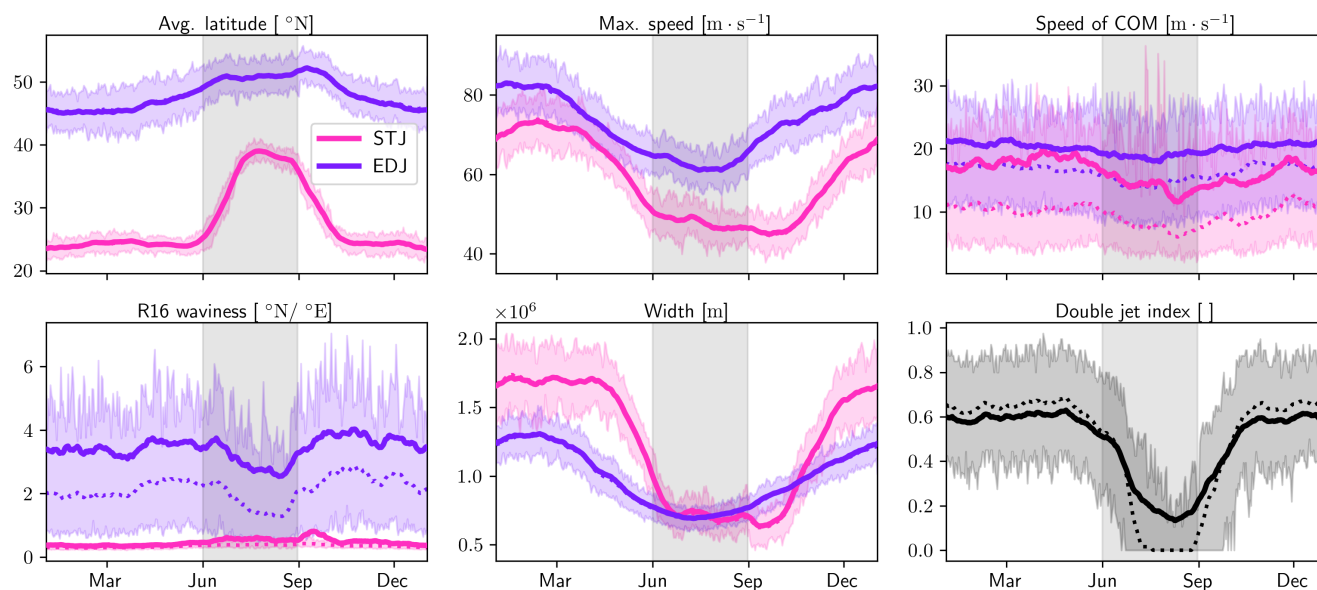 Avg. latitude [ °N]
50
40
30
20
STJ
EDJ
Max. speed [m · s⁻¹]
80
60
40
Speed of COM [m · s⁻¹]
30
20
10
R16 waviness [ °N/ °E]
6
4
2
0
Mar
Jun
Sep
Dec
×10⁶
Width [m]
2.0
1.5
1.0
0.5
Mar
Jun
Sep
Dec
Double jet index [ ]
1.0
0.8
0.6
0.4
0.2
0.0
Mar
Jun
Sep
Dec